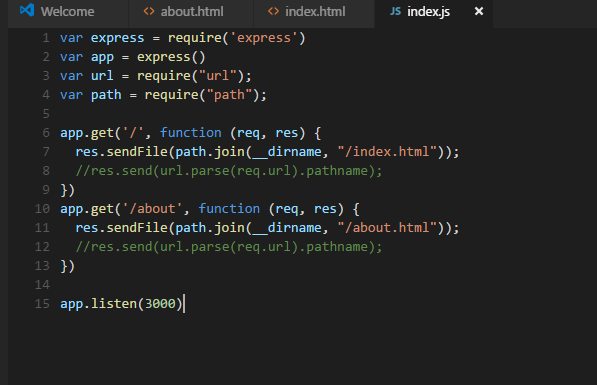 Welcome about.html index.html JS index.js ×
1 var express = require('express')
2 var app = express()
3 var url = require("url");
4 var path = require("path");
5
6 app.get('/', function (req, res) {
7   res.sendFile(path.join(__dirname, "/index.html"));
8   //res.send(url.parse(req.url).pathname);
9 })
10 app.get('/about', function (req, res) {
11   res.sendFile(path.join(__dirname, "/about.html"));
12   //res.send(url.parse(req.url).pathname);
13 })
14
15 app.listen(3000)